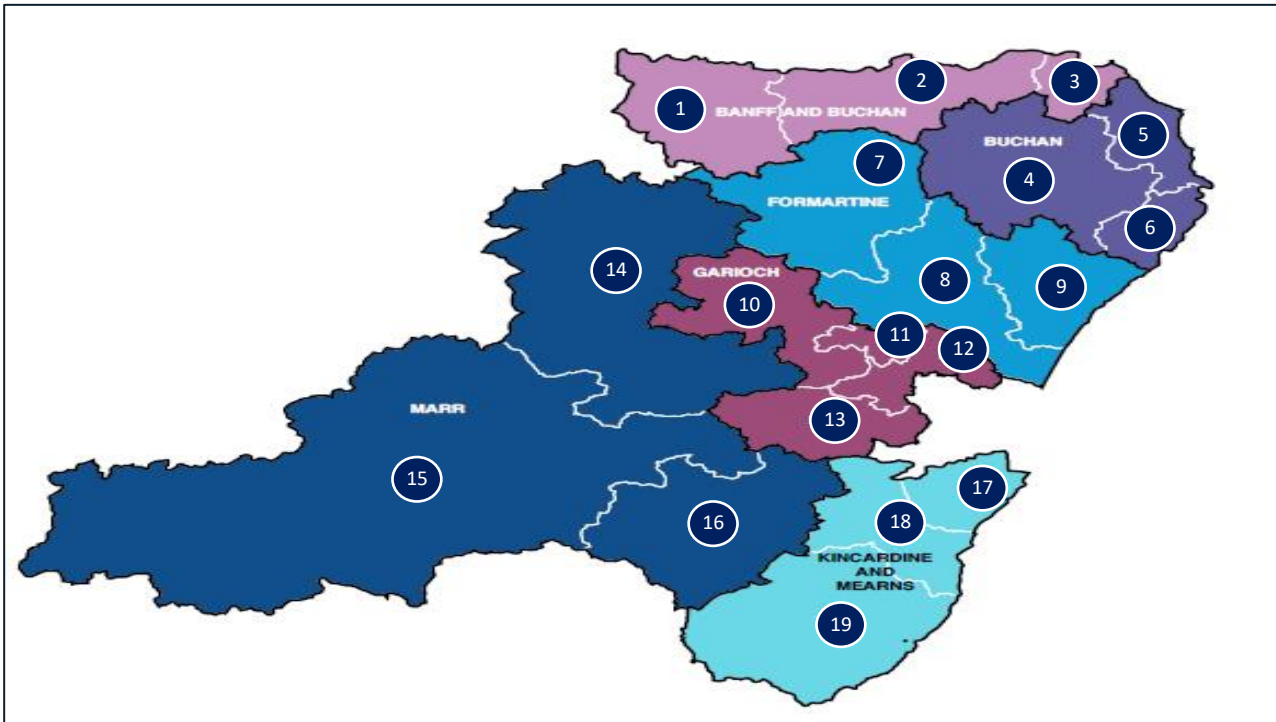 1
2
3
BANFF AND BUCHAN
4
5
6
BUCHAN
7
8
9
FORMARTINE
10
11
12
13
GARIOCH
14
15
16
MARR
17
18
19
KINCARDINE
AND
MEARNS